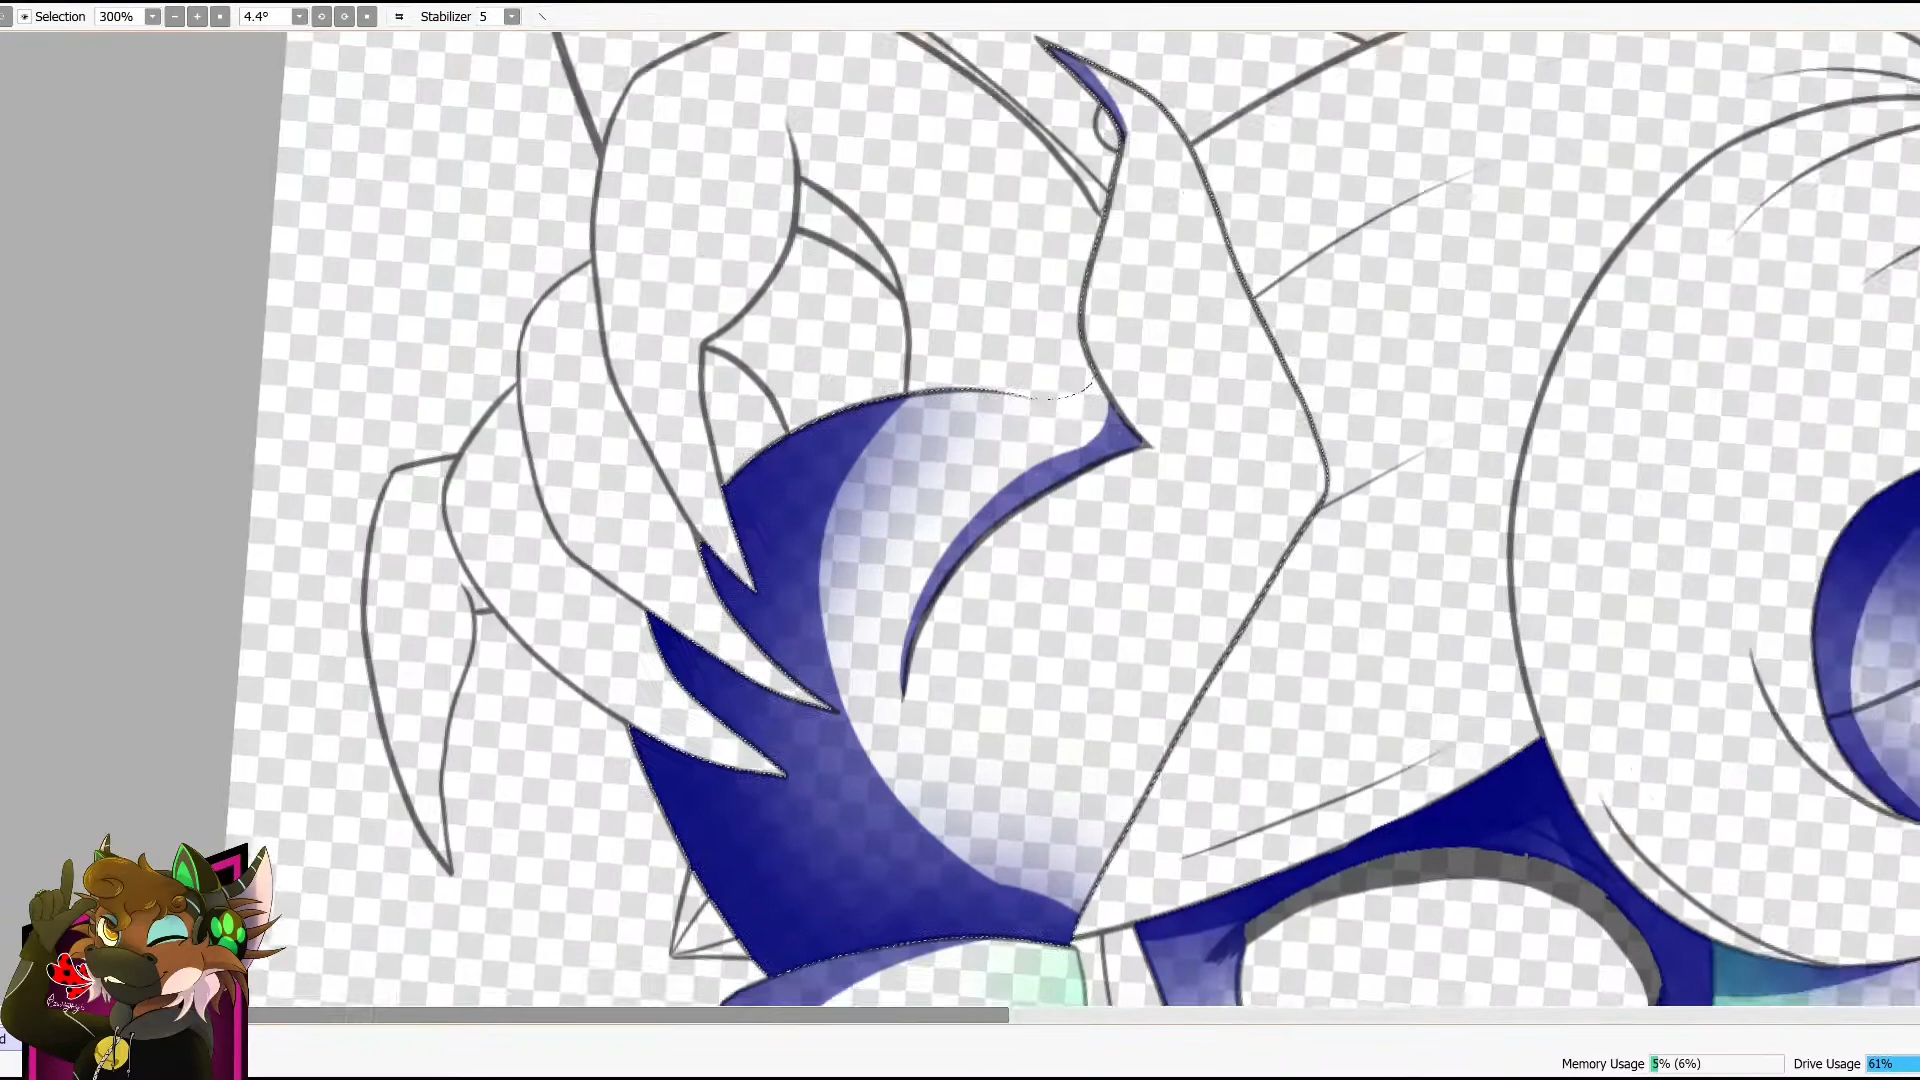 Selection 300% 4.4° Stabilizer 5
d
Memory Usage 5% (6%) Drive Usage 61%